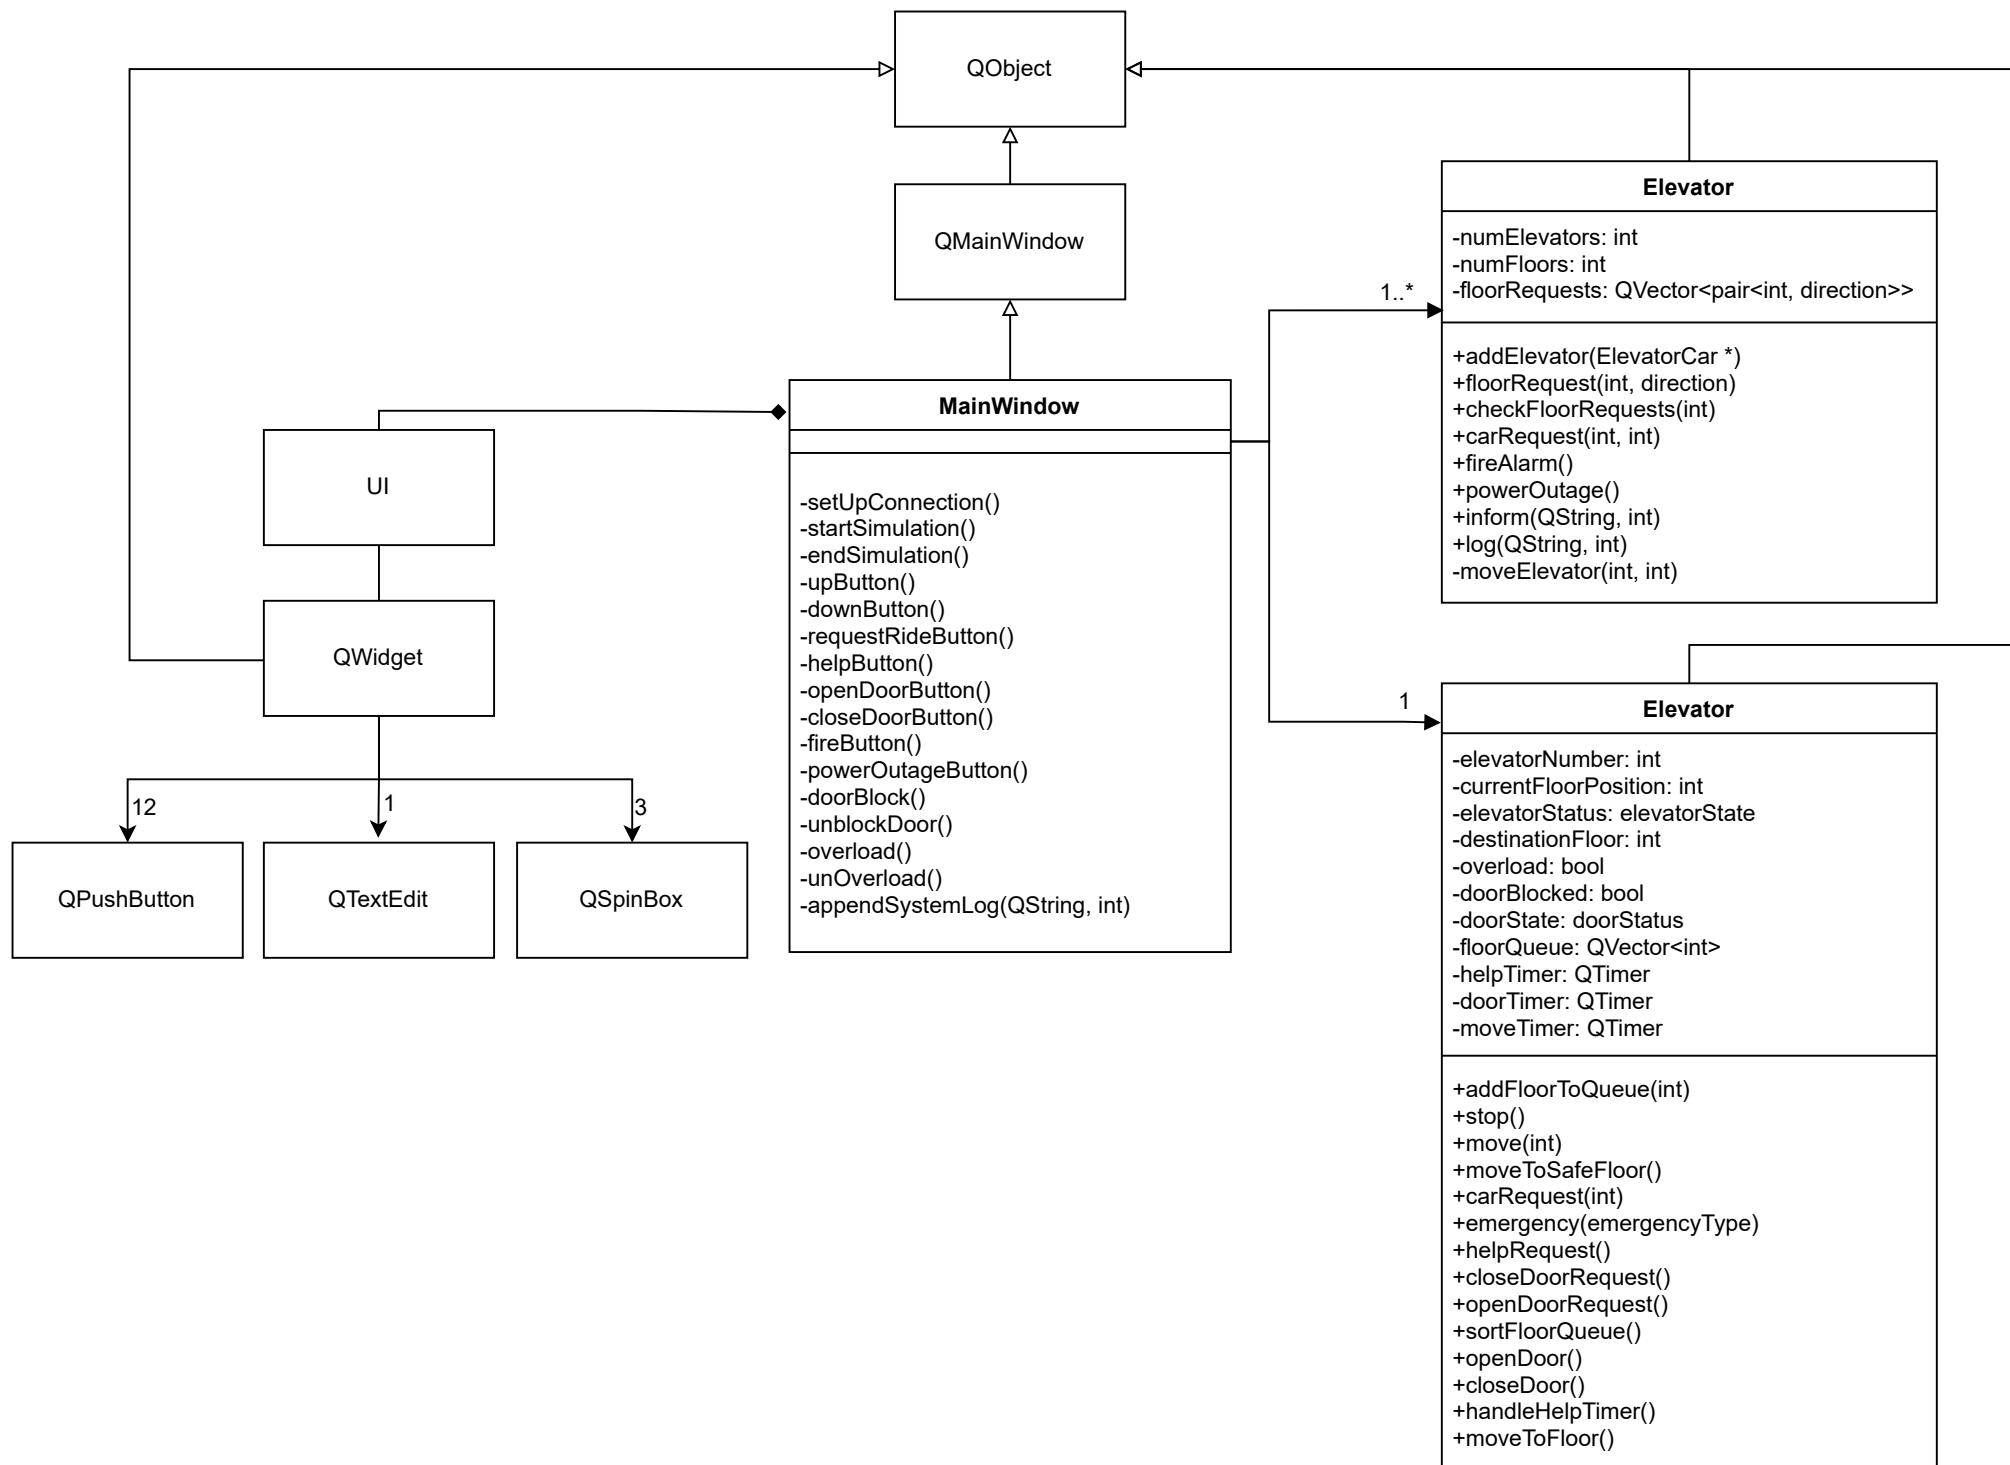 QObject
QMainWindow
MainWindow
-setUpConnection()
-startSimulation()
-endSimulation()
-upButton()
-downButton()
-requestRideButton()
-helpButton()
-openDoorButton()
-closeDoorButton()
-fireButton()
-powerOutageButton()
-doorBlock()
-unblockDoor()
-overload()
-unOverload()
-appendSystemLog(QString, int)
UI
QWidget
12
1
3
QPushButton
QTextEdit
QSpinBox
1..*
Elevator
-numElevators: int
-numFloors: int
-floorRequests: QVector<pair<int, direction>>
+addElevator(ElevatorCar *)
+floorRequest(int, direction)
+checkFloorRequests(int)
+carRequest(int, int)
+fireAlarm()
+powerOutage()
+inform(QString, int)
+log(QString, int)
-moveElevator(int, int)
1
Elevator
-elevatorNumber: int
-currentFloorPosition: int
-elevatorStatus: elevatorState
-destinationFloor: int
-overload: bool
-doorBlocked: bool
-doorState: doorStatus
-floorQueue: QVector<int>
-helpTimer: QTimer
-doorTimer: QTimer
-moveTimer: QTimer
+addFloorToQueue(int)
+stop()
+move(int)
+moveToSafeFloor()
+carRequest(int)
+emergency(emergencyType)
+helpRequest()
+closeDoorRequest()
+openDoorRequest()
+sortFloorQueue()
+openDoor()
+closeDoor()
+handleHelpTimer()
+moveToFloor()